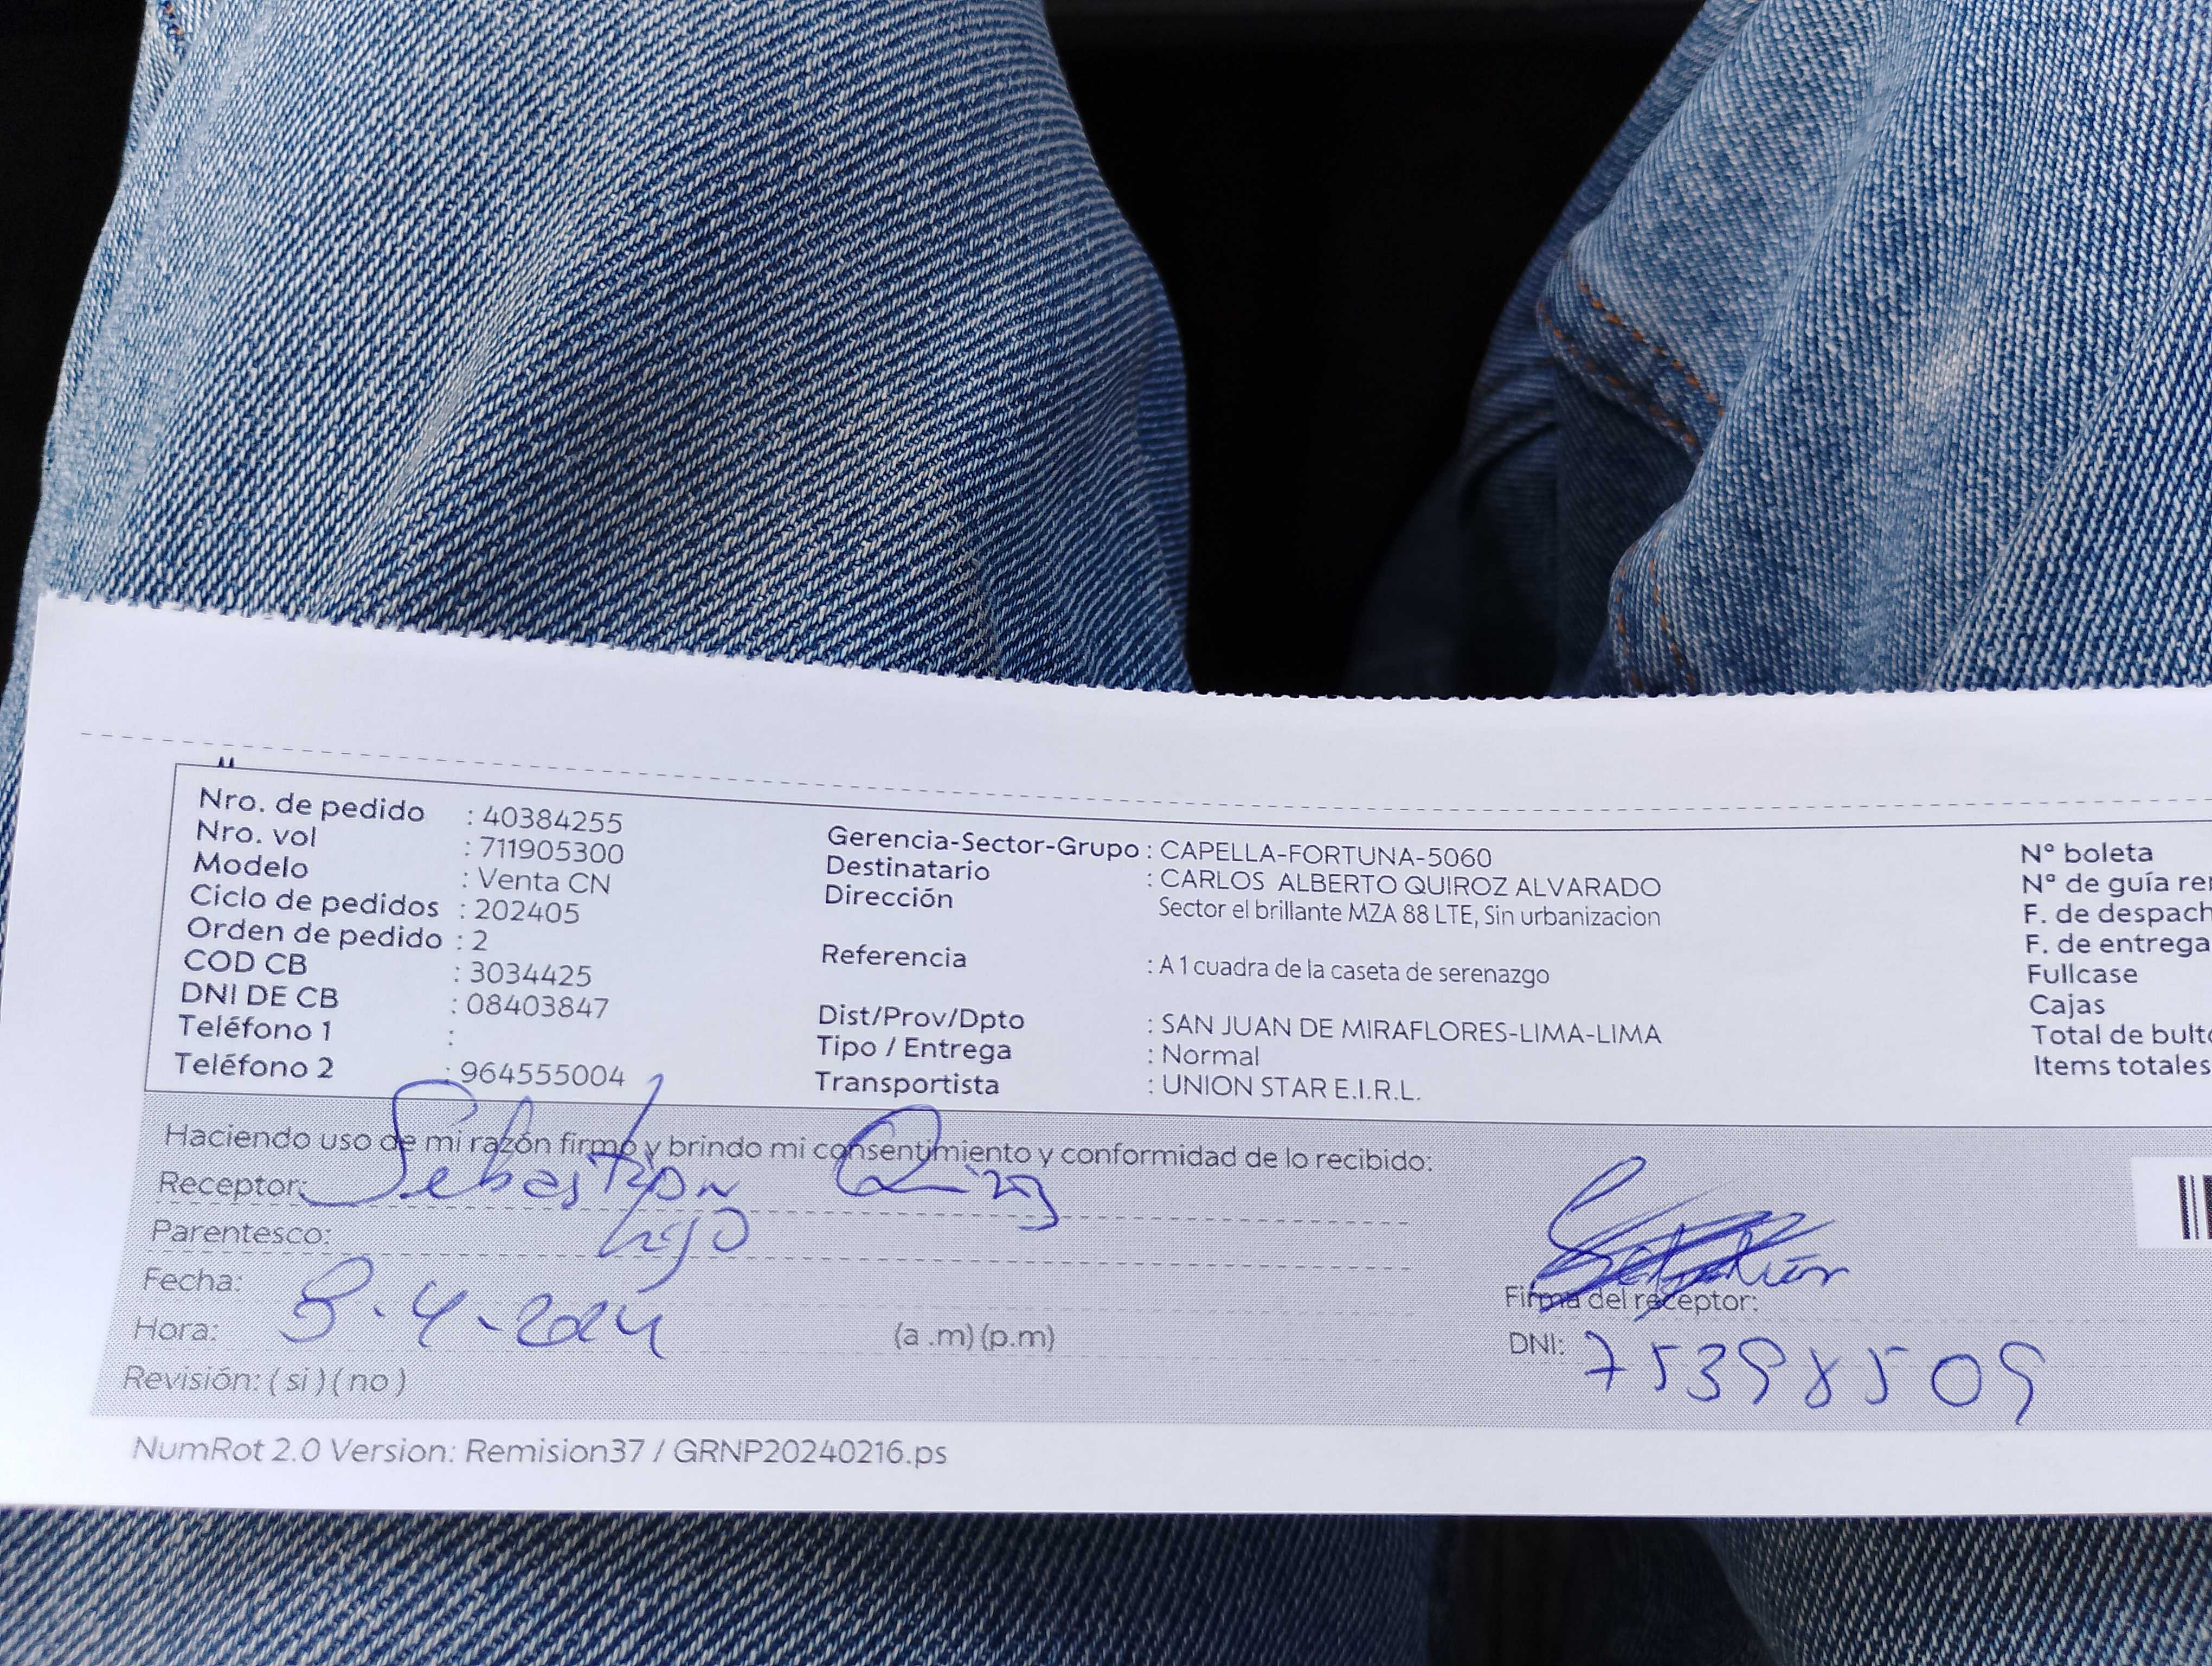 Nro. de pedido : 40384255
Nro. vol : 711905300
Modelo : Venta CN
Ciclo de pedidos : 202405
Orden de pedido : 2
COD CB : 3034425
DNI DE CB : 08403847
Teléfono 1 :
Teléfono 2 : 964555004
Gerencia-Sector-Grupo : CAPELLA-FORTUNA-5060
Destinatario : CARLOS ALBERTO QUIROZ ALVARADO
Dirección Sector el brillante MZA 88 LTE, Sin urbanizacion
Referencia : A 1 cuadra de la caseta de serenazgo
Dist/Prov/Dpto : SAN JUAN DE MIRAFLORES-LIMA-LIMA
Tipo / Entrega : Normal
Transportista : UNION STAR E.I.R.L.
N° boleta
N° de guía rer
F. de despach
F. de entrega
Fullcase
Cajas
Total de bulto
Items totales
Haciendo uso de mi razón firmo y brindo mi consentimiento y conformidad de lo recibido:
Receptor: Sebastian
Parentesco: hijo
Fecha:
Hora: 8-4-2024 (a .m) (p.m)
Revisión: ( si ) ( no )
Firma del receptor:
DNI: 75398509
NumRot 2.0 Version: Remision37 / GRNP20240216.ps